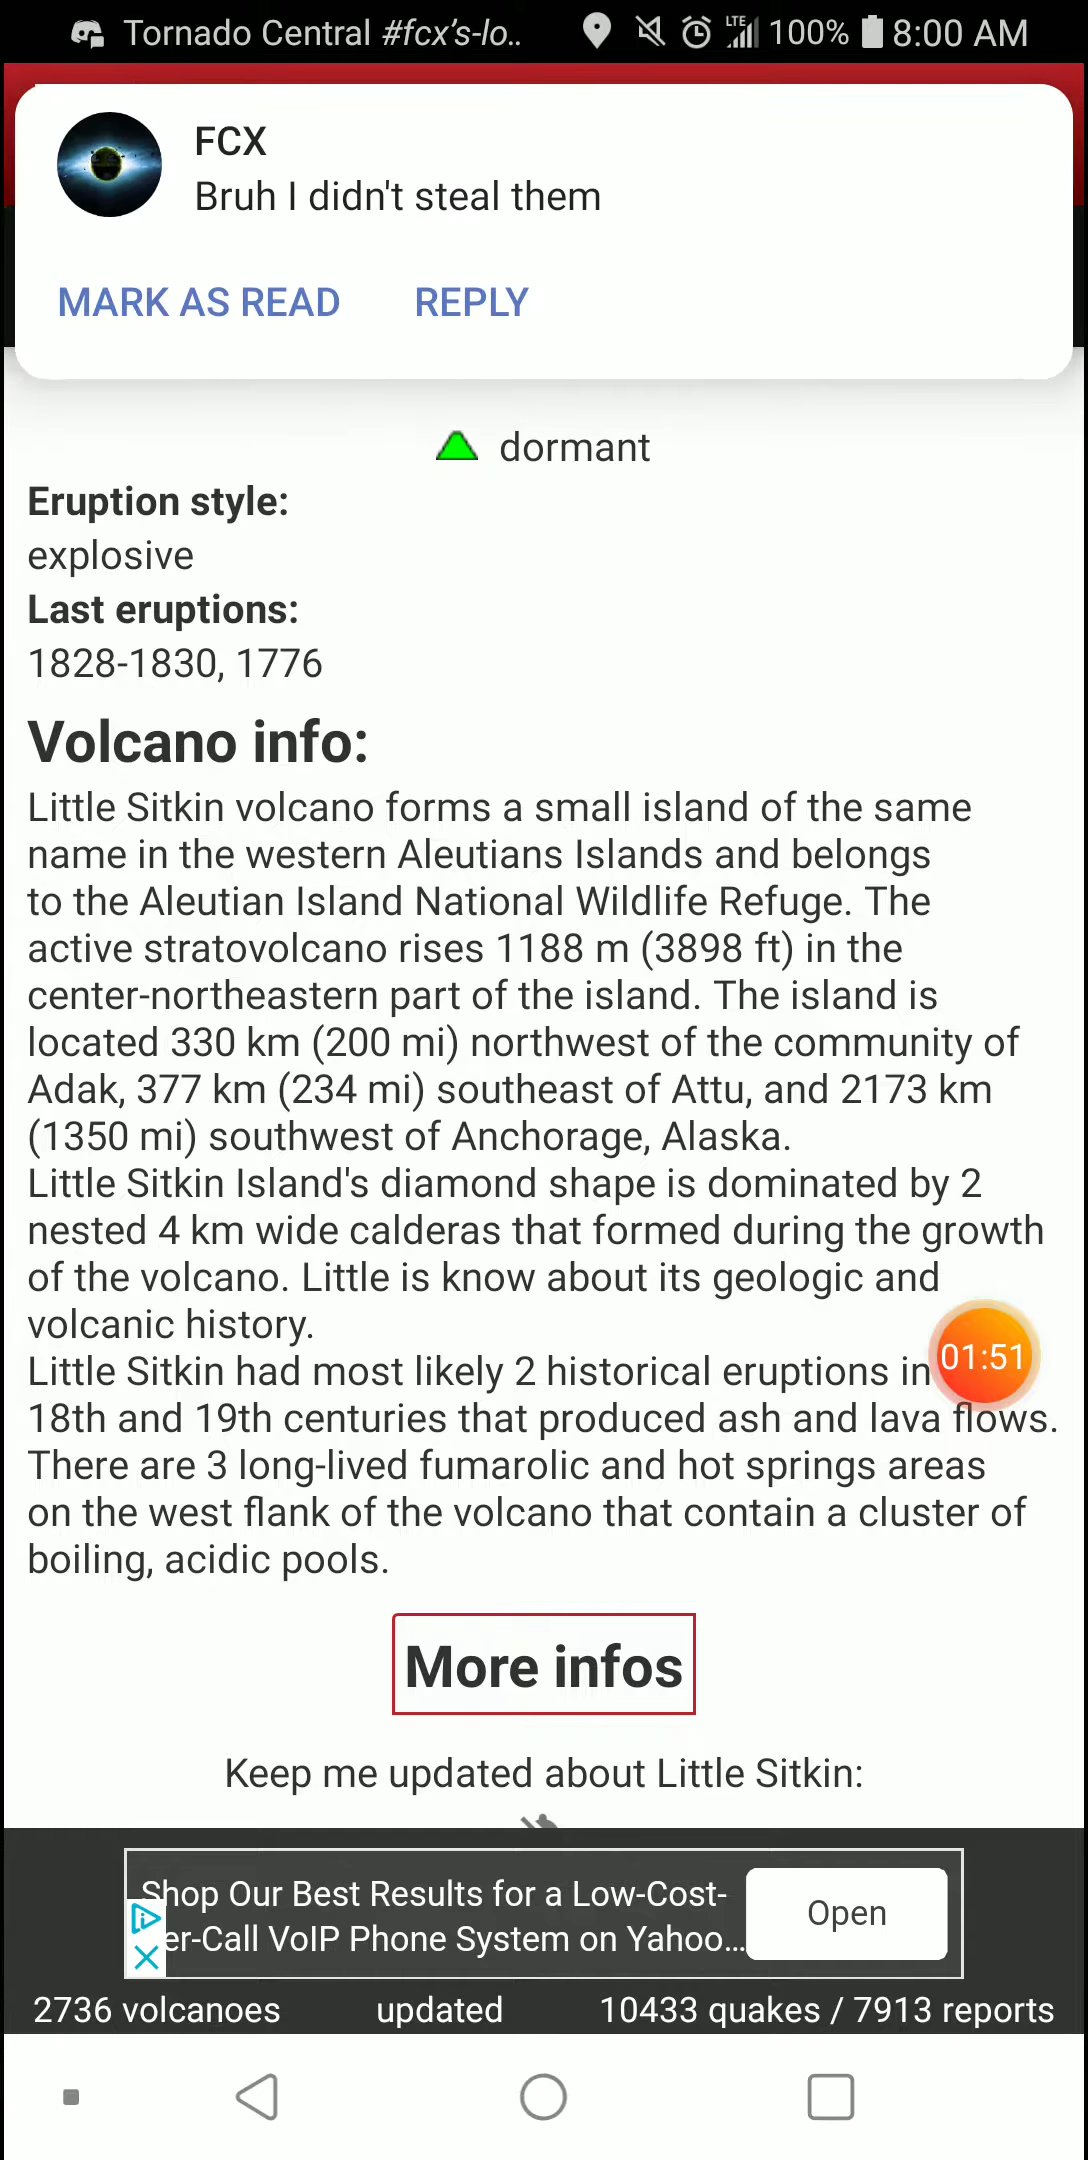 Tornado Central #fcx's-lo..
LTE
100%
8:00 AM
FCX
Bruh I didn't steal them
MARK AS READ
REPLY
dormant
Eruption style:
explosive
Last eruptions:
1828-1830, 1776
Volcano info:
Little Sitkin volcano forms a small island of the same
name in the western Aleutians Islands and belongs
to the Aleutian Island National Wildlife Refuge. The
active stratovolcano rises 1188 m (3898 ft) in the
center-northeastern part of the island. The island is
located 330 km (200 mi) northwest of the community of
Adak, 377 km (234 mi) southeast of Attu, and 2173 km
(1350 mi) southwest of Anchorage, Alaska.
Little Sitkin Island's diamond shape is dominated by 2
nested 4 km wide calderas that formed during the growth
of the volcano. Little is know about its geologic and
volcanic history.
Little Sitkin had most likely 2 historical eruptions in
01:51
18th and 19th centuries that produced ash and lava flows.
There are 3 long-lived fumarolic and hot springs areas
on the west flank of the volcano that contain a cluster of
boiling, acidic pools.
More infos
Keep me updated about Little Sitkin:
Shop Our Best Results for a Low-Cost-
er-Call VoIP Phone System on Yahoo...
Open
2736 volcanoes
updated
10433 quakes / 7913 reports